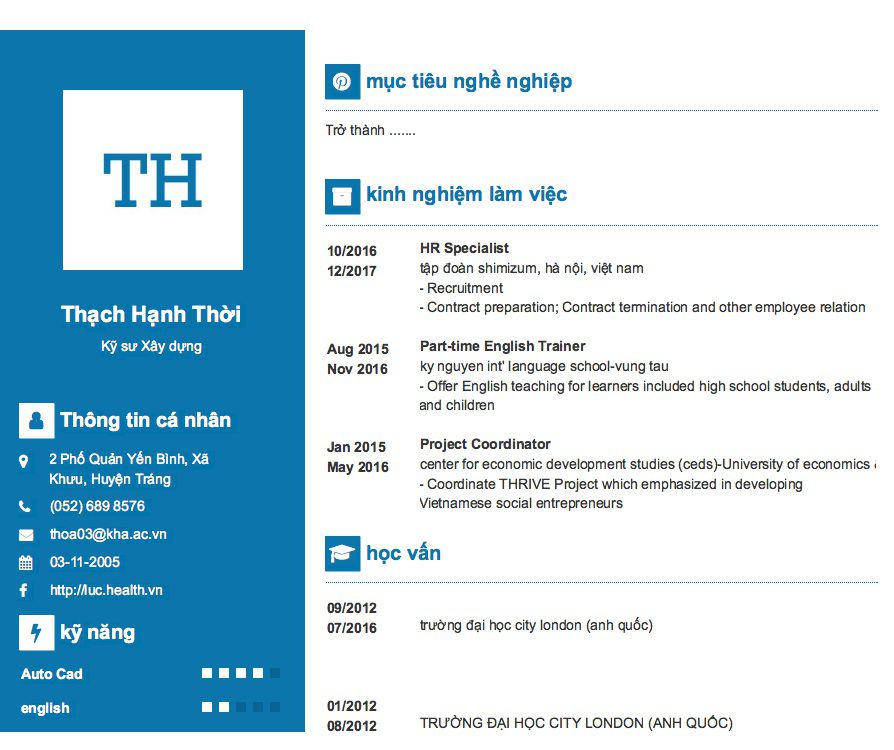 TH
Thạch Hạnh Thời
Kỹ sư Xây dựng
Thông tin cá nhân
2 Phố Quản Yến Bình, Xã
Khưu, Huyện Tráng
(052) 689 8576
thoa03@kha.ac.vn
03-11-2005
http://luc.health.vn
kỹ năng
Auto Cad
english
mục tiêu nghề nghiệp
Trở thành .......
kinh nghiệm làm việc
10/2016
12/2017
HR Specialist
tập đoàn shimizum, hà nội, việt nam
- Recruitment
- Contract preparation; Contract termination and other employee relation
Aug 2015
Nov 2016
Part-time English Trainer
ky nguyen int' language school-vung tau
- Offer English teaching for learners included high school students, adults
and children
Jan 2015
May 2016
Project Coordinator
center for economic development studies (ceds)-University of economics
- Coordinate THRIVE Project which emphasized in developing
Vietnamese social entrepreneurs
học vấn
09/2012
07/2016
trường đại học city london (anh quốc)
01/2012
08/2012
TRƯỜNG ĐẠI HỌC CITY LONDON (ANH QUỐC)